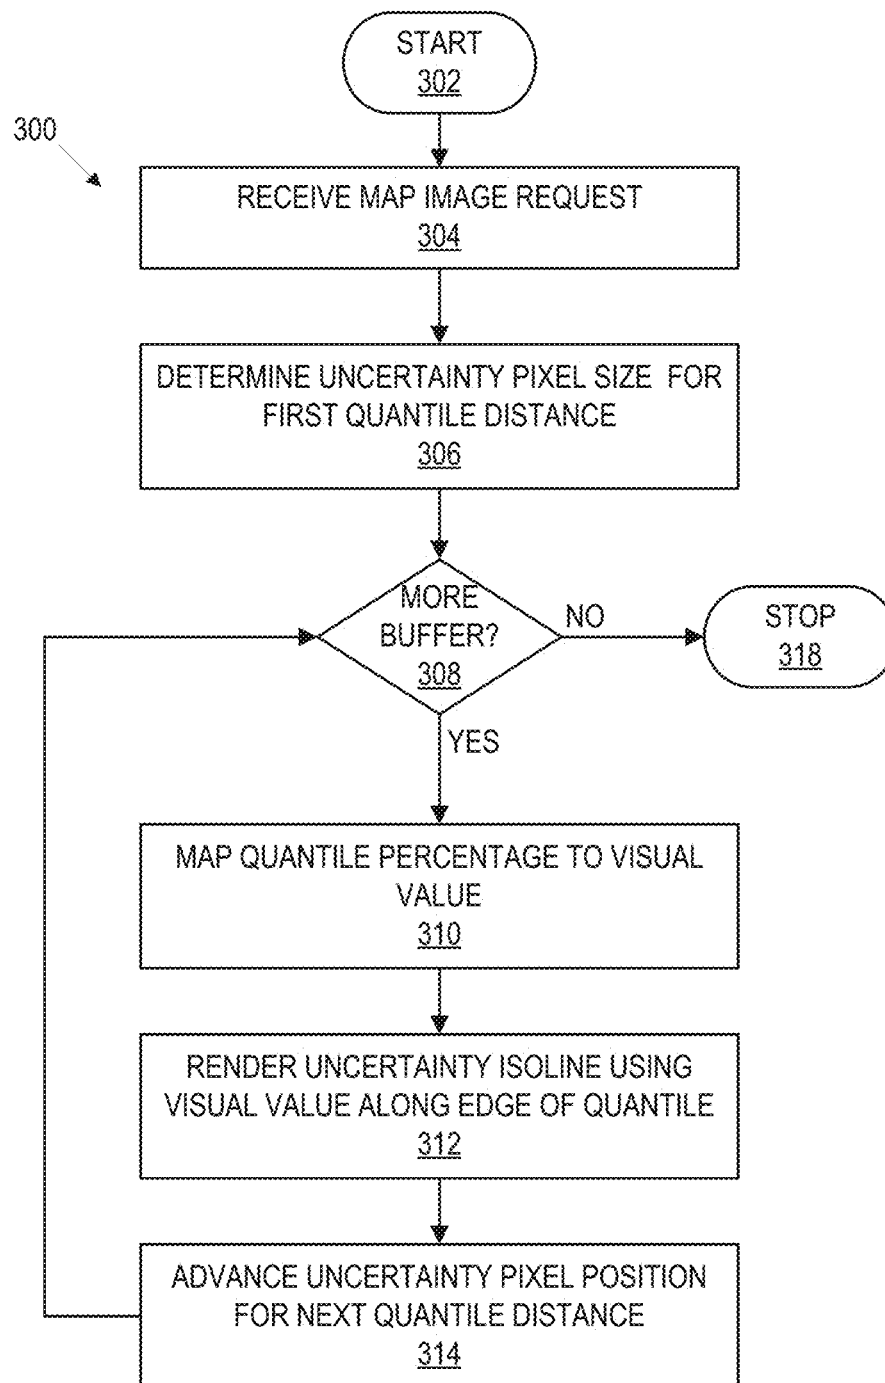 START
302
300
RECEIVE MAP IMAGE REQUEST
304
DETERMINE UNCERTAINTY PIXEL SIZE FOR
FIRST QUANTILE DISTANCE
306
MORE
BUFFER?
308
NO
STOP
318
YES
MAP QUANTILE PERCENTAGE TO VISUAL
VALUE
310
RENDER UNCERTAINTY ISOLINE USING
VISUAL VALUE ALONG EDGE OF QUANTILE
312
ADVANCE UNCERTAINTY PIXEL POSITION
FOR NEXT QUANTILE DISTANCE
314